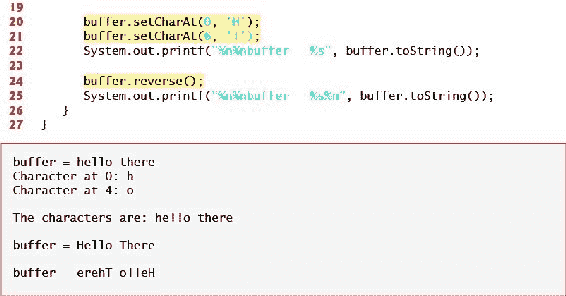 19
20 buffer.setCharAt(0, 'H');
21 buffer.setCharAt(6, 'T');
22 System.out.printf("%n%nbuffer %s", buffer.toString());
23
24 buffer.reverse();
25 System.out.printf("%n%nbuffer %s%n", buffer.toString());
26 }
27 }
buffer = hello there
Character at 0: h
Character at 4: o
The characters are: hello there
buffer = Hello There
buffer erehT olleH